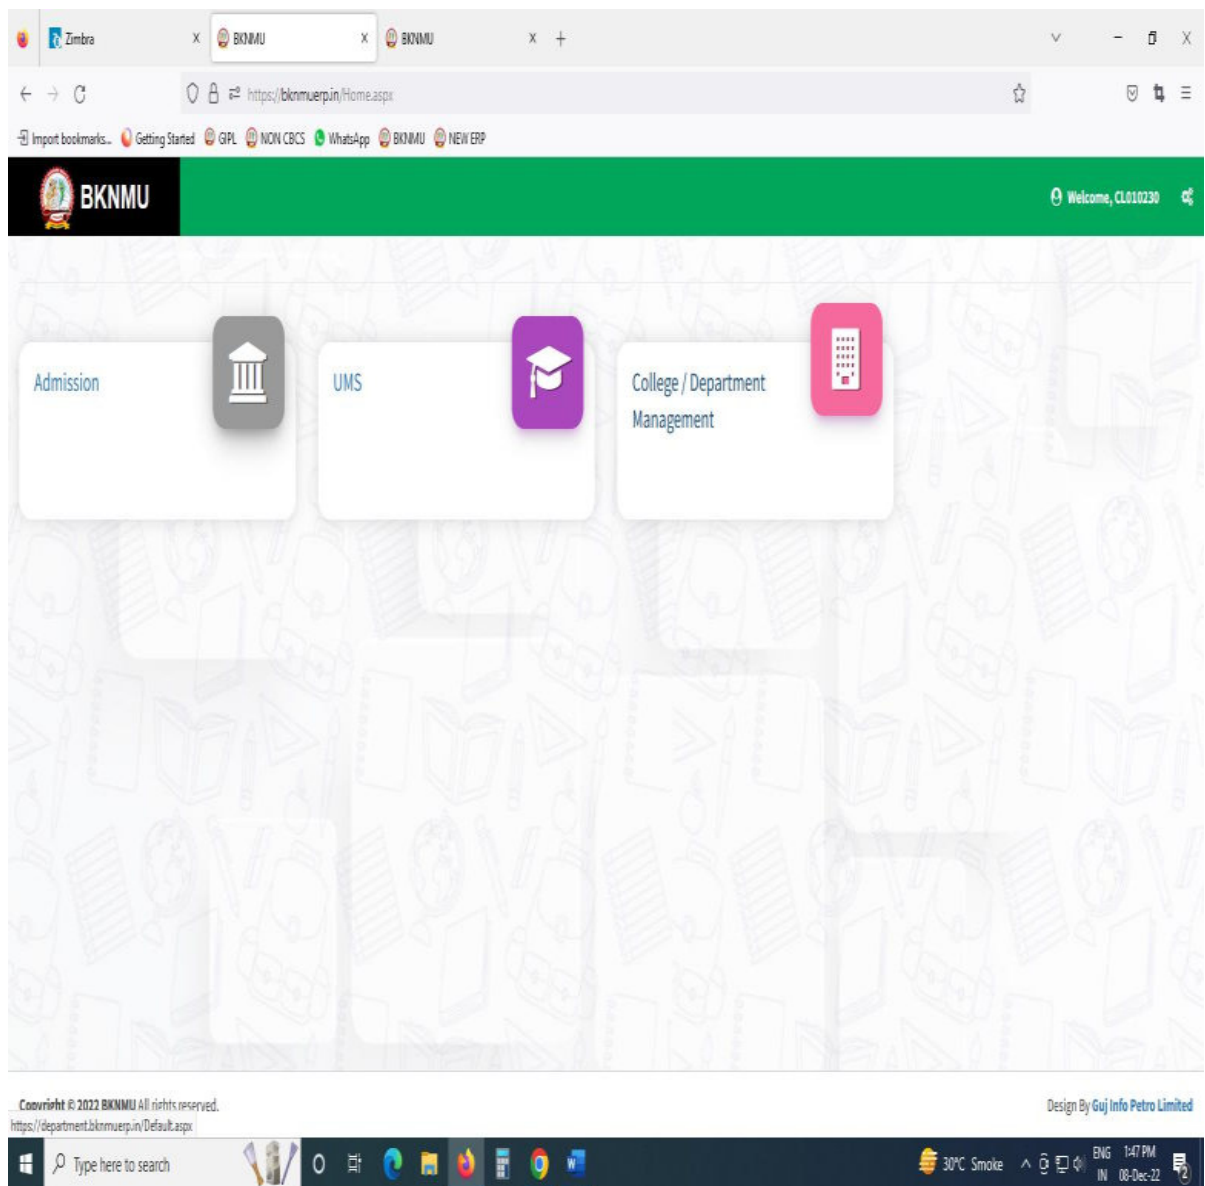 Zimbra
BKNMU
BKNMU
https://bknmuerp.in/Home.aspx
Import bookmarks... Getting Started GIPL NON CBCS WhatsApp BKNMU NEW ERP
BKNMU
Welcome, CL010230
Admission
UMS
College / Department
Management
Copyright © 2022 BKNMU All rights reserved.
Design By Guj Info Petro Limited
https://department.bknmuerp.in/Default.aspx
Type here to search
30°C Smoke
ENG
IN
1:47 PM
08-Dec-22
2